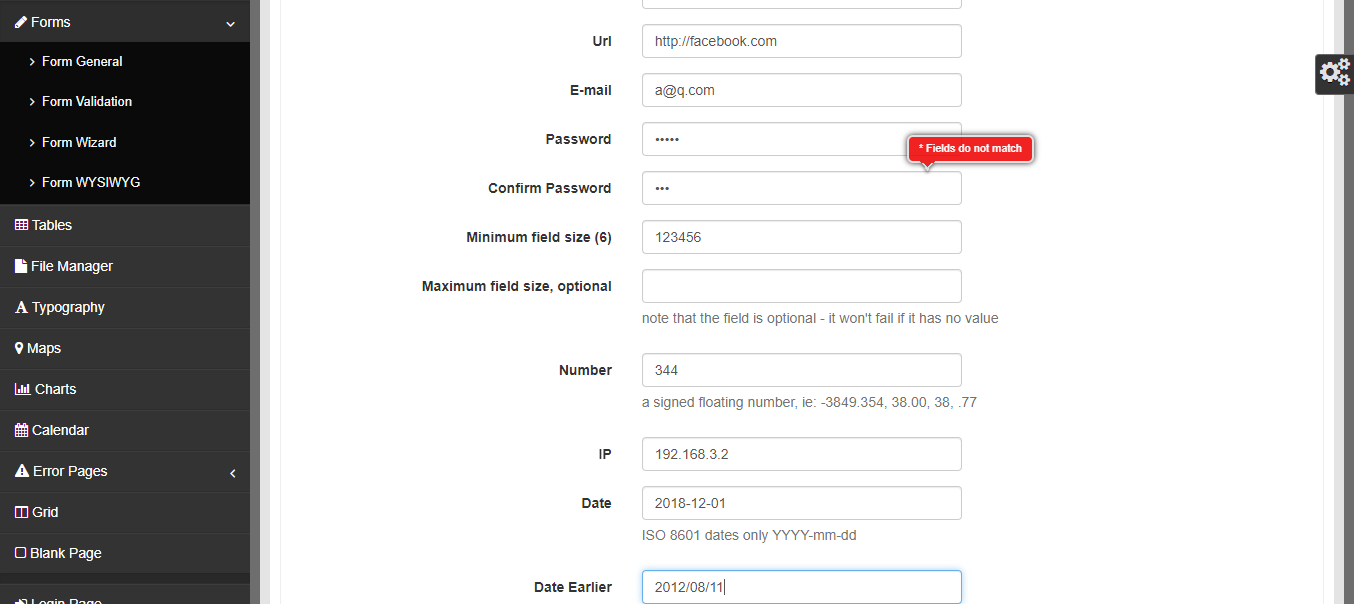 Forms
Form General
Form Validation
Form Wizard
Form WYSIWYG
Tables
File Manager
Typography
Maps
Charts
Calendar
Error Pages
Grid
Blank Page
Login Page
Url
http://facebook.com
E-mail
a@q.com
Password
•••••
* Fields do not match
Confirm Password
•••
Minimum field size (6)
123456
Maximum field size, optional
note that the field is optional - it won't fail if it has no value
Number
344
a signed floating number, ie: -3849.354, 38.00, 38, .77
IP
192.168.3.2
Date
2018-12-01
ISO 8601 dates only YYYY-mm-dd
Date Earlier
2012/08/11